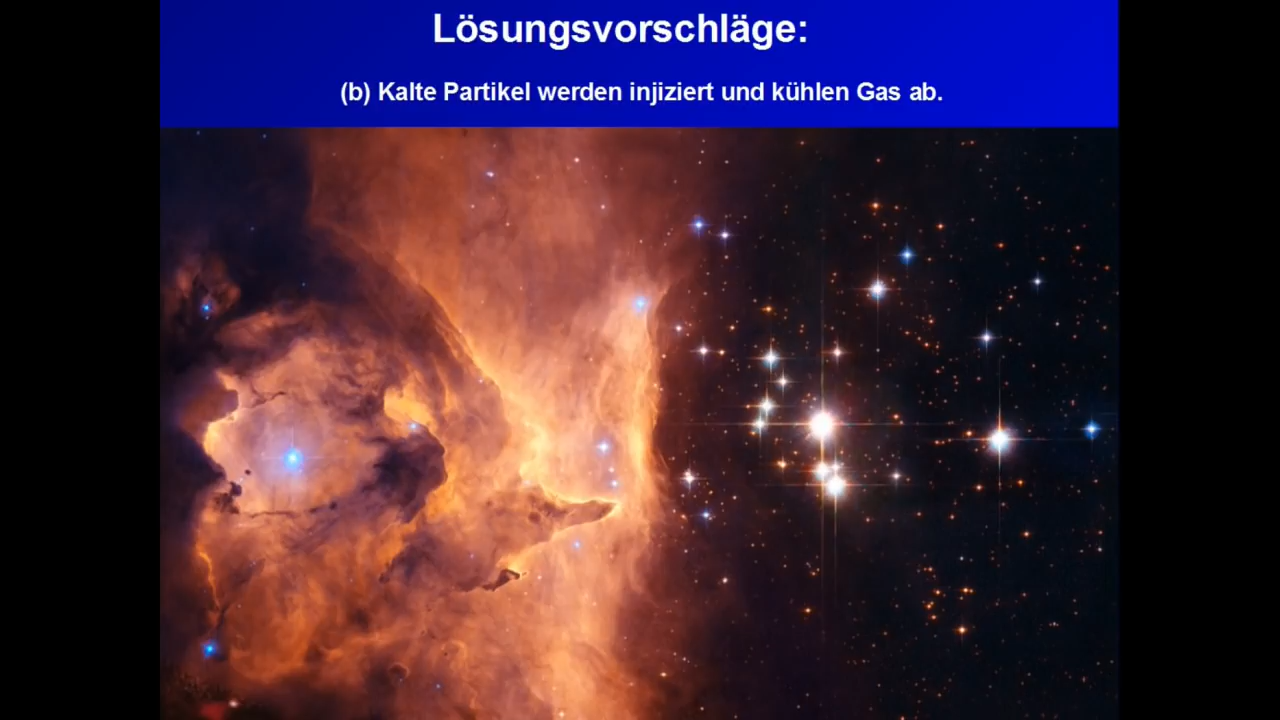 Lösungsvorschläge:
(b) Kalte Partikel werden injiziert und kühlen Gas ab.